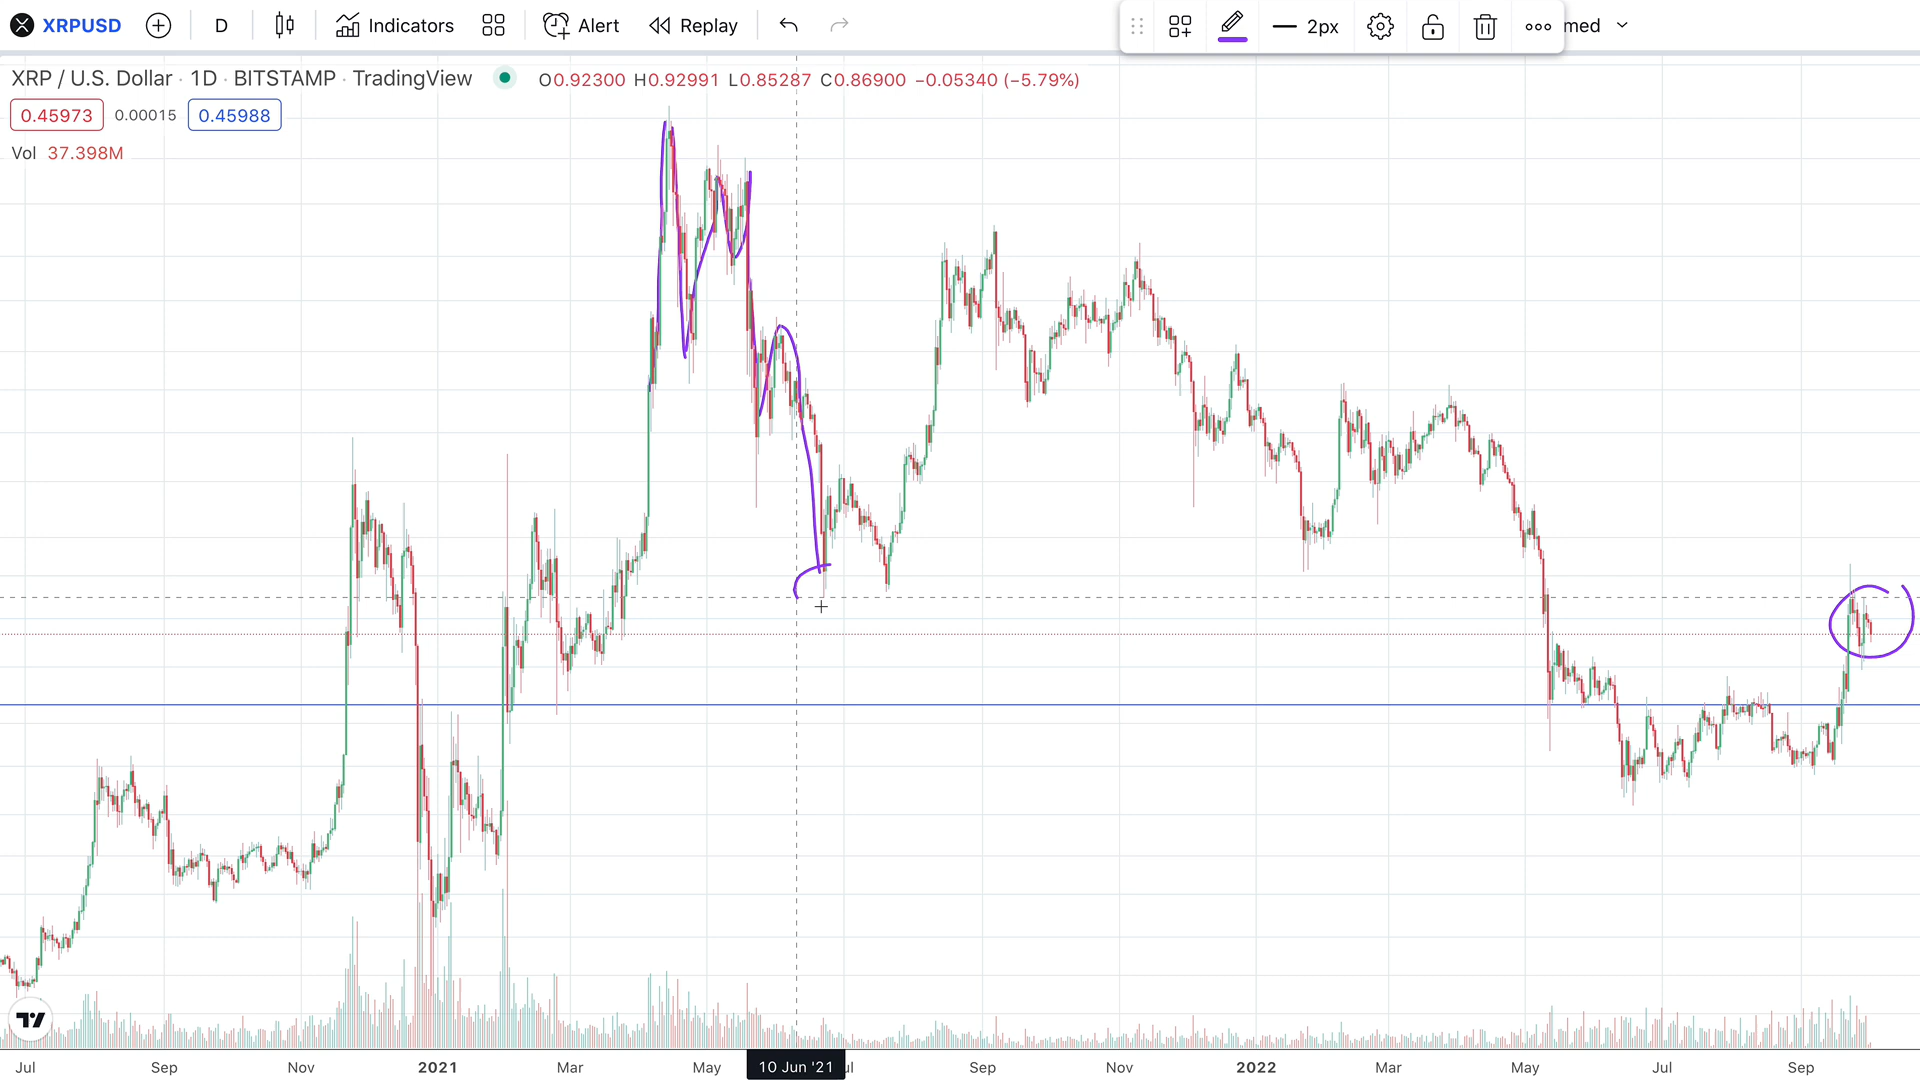 XRPUSD D Indicators Alert Replay 2px med
XRP / U.S. Dollar · 1D · BITSTAMP · TradingView O0.92300 H0.92991 L0.85287 C0.86900 −0.05340 (−5.79%)
0.45973 0.00015 0.45988
Vol 37.398M
Jul Sep Nov 2021 Mar May 10 Jun '21 ul Sep Nov 2022 Mar May Jul Sep